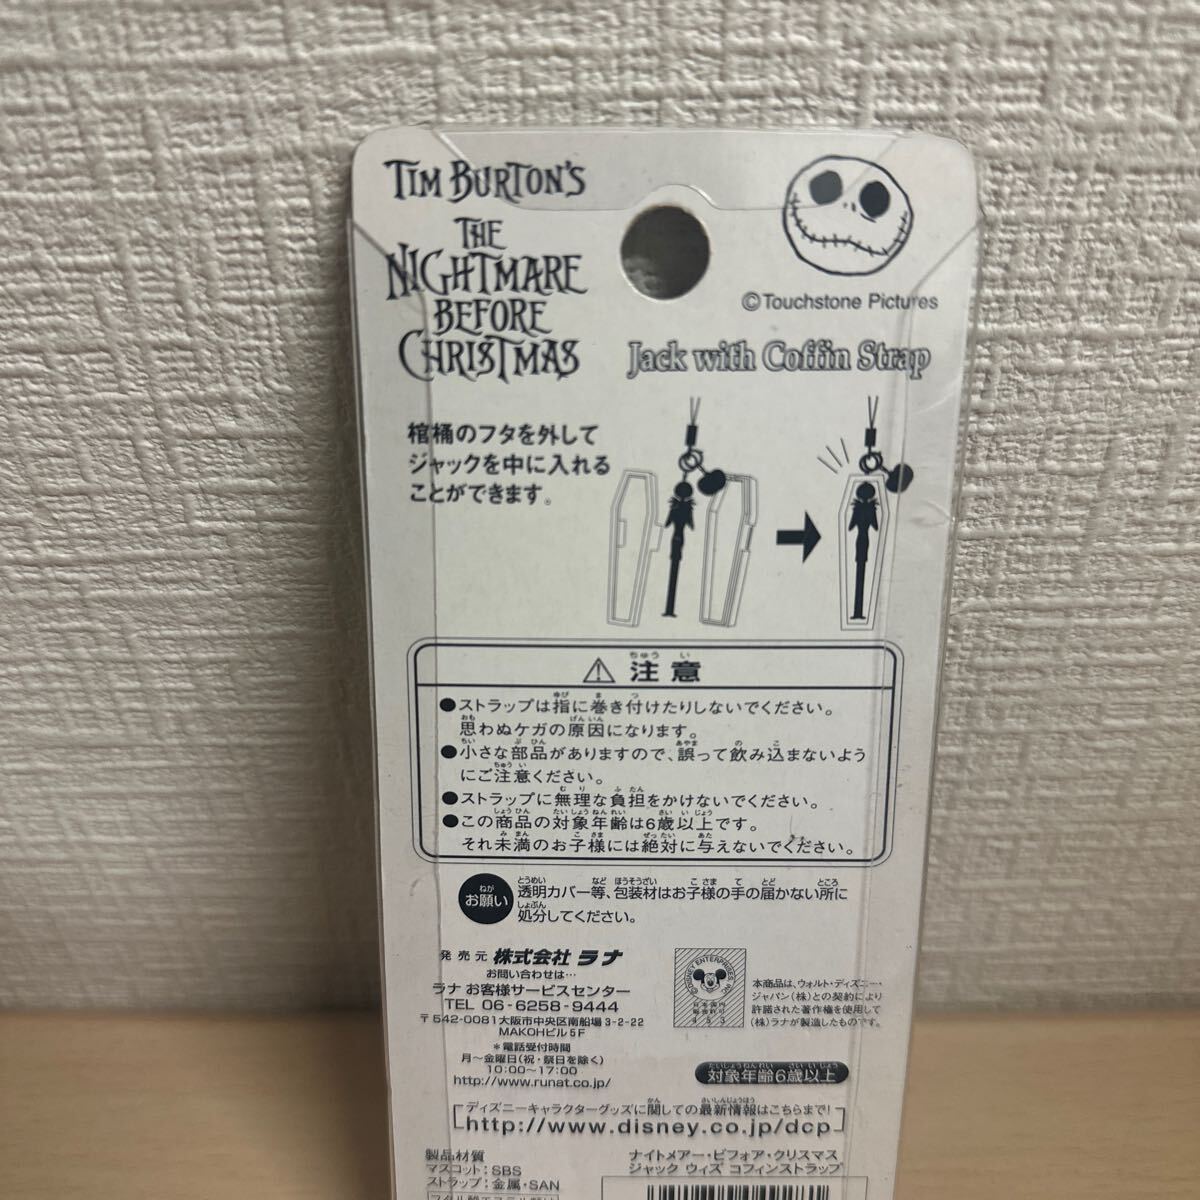 TIM BURTON'S
THE
NIGHTMARE
BEFORE
CHRISTMAS
©Touchstone Pictures
Jack with Coffin Strap
棺桶のフタを外して
ジャックを中に入れる
ことができます。
⚠ 注意
●ストラップは指に巻き付けたりしないでください。
思わぬケガの原因になります。
●小さな部品がありますので、誤って飲み込まないよう
にご注意ください。
●ストラップに無理な負担をかけないでください。
●この商品の対象年齢は6歳以上です。
それ未満のお子様には絶対に与えないでください。
お願い 透明カバー等、包装材はお子様の手の届かない所に
処分してください。
発売元 株式会社 ラナ
お問い合わせは…
ラナ お客様サービスセンター
TEL 06-6258-9444
〒542-0081 大阪市中央区南船場3-2-22
MAKOHビル5F
*電話受付時間
月〜金曜日(祝・祭日を除く)
10:00〜17:00
http://www.runat.co.jp/
©DISNEY ENTERPRISES, INC.
日本国内
販売許可
453
本商品は、ウォルト・ディズニー・
ジャパン(株)との契約により
許諾された著作権を使用して
(株)ラナが製造したものです。
対象年齢6歳以上
ディズニーキャラクターグッズに関しての最新情報はこちらまで!
http://www.disney.co.jp/dcp
製品材質
マスコット:SBS
ストラップ:金属・SAN
ナイトメアー・ビフォア・クリスマス
ジャック ウィズ コフィンストラップ